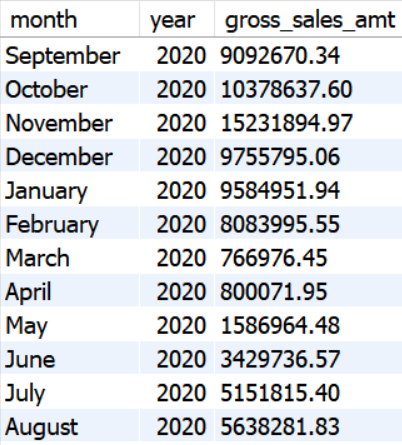 month year gross_sales_amt
September 2020 9092670.34
October 2020 10378637.60
November 2020 15231894.97
December 2020 9755795.06
January 2020 9584951.94
February 2020 8083995.55
March 2020 766976.45
April 2020 800071.95
May 2020 1586964.48
June 2020 3429736.57
July 2020 5151815.40
August 2020 5638281.83